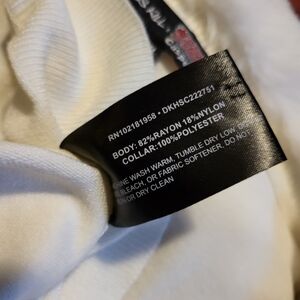 RN102181958 • DKHSC222751
BODY: 82%RAYON 18%NYLON
COLLAR:100%POLYESTER
WASH WARM, TUMBLE DRY LOW, DO
BLEACH, OR FABRIC SOFTENER. DO NOT
OR DRY CLEAN